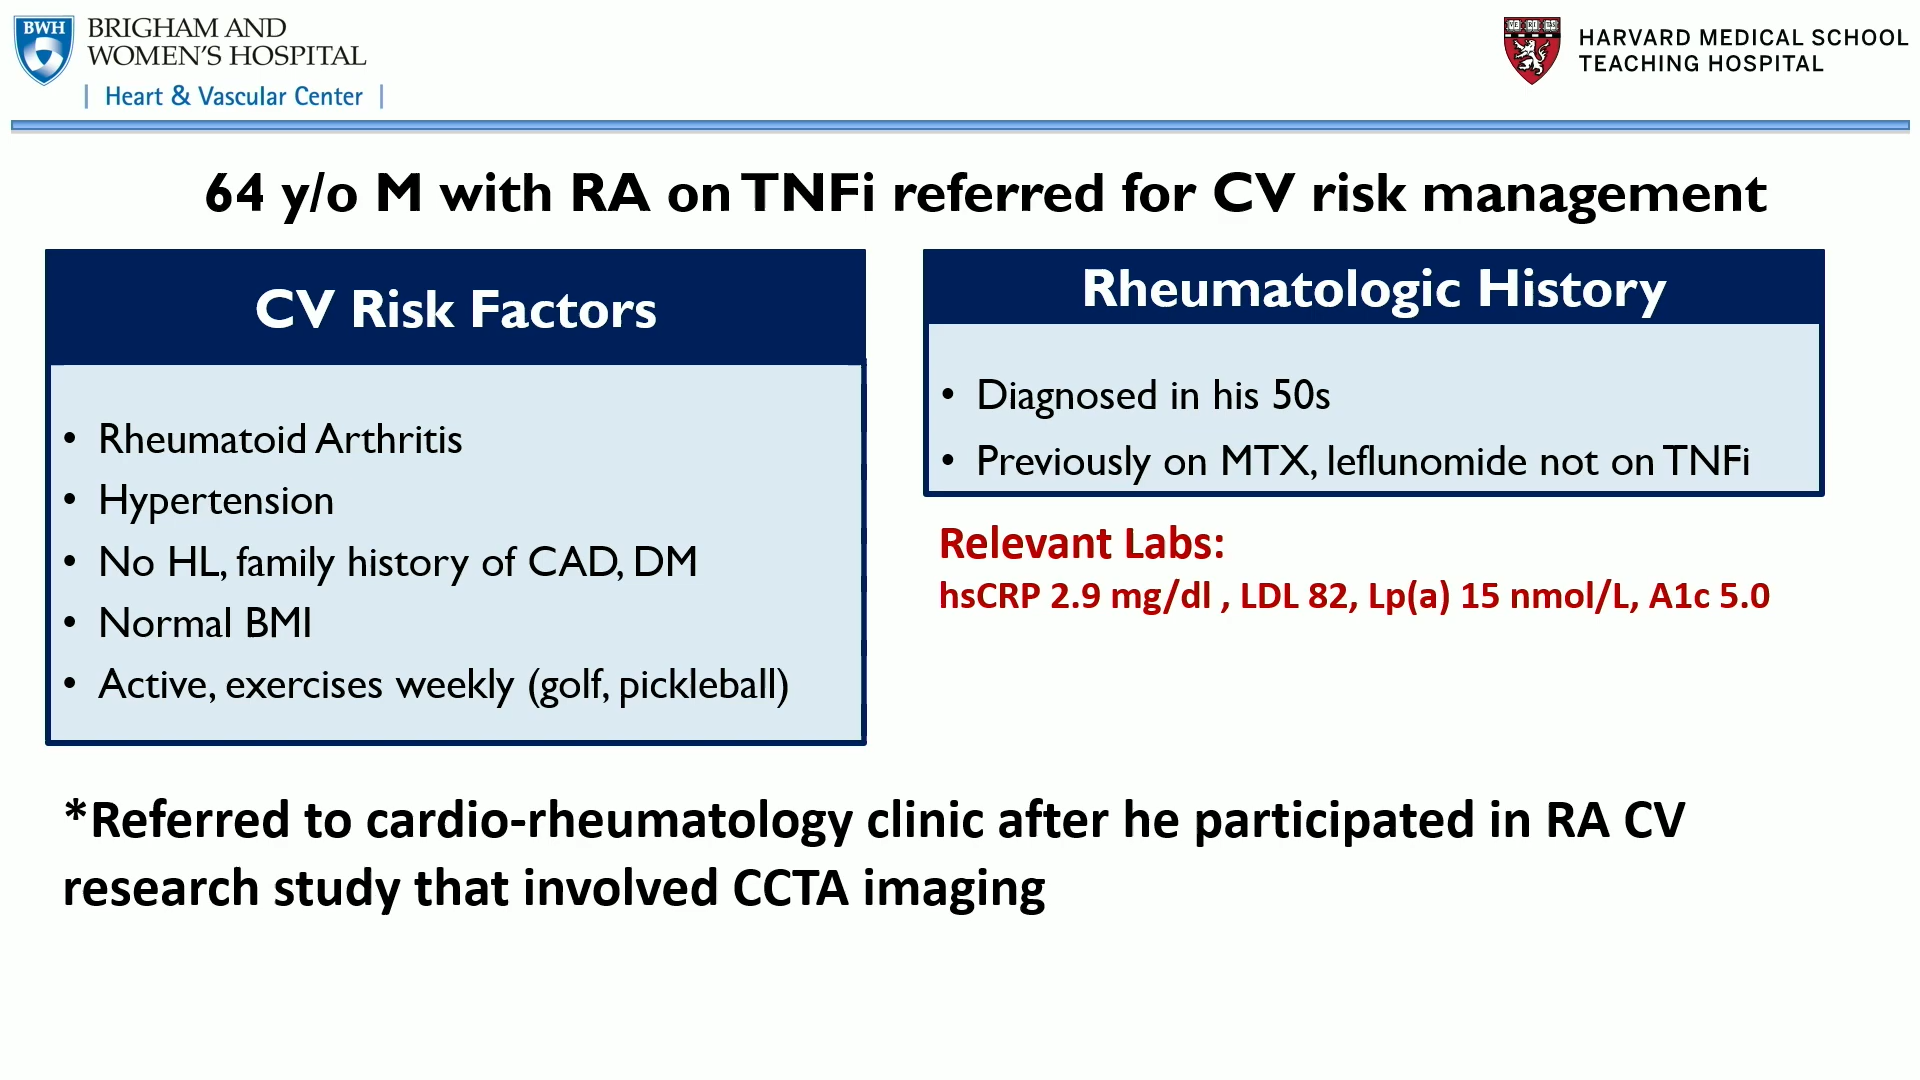 BWH
BRIGHAM AND
WOMEN'S HOSPITAL
| Heart & Vascular Center |
VE RI TAS
HARVARD MEDICAL SCHOOL
TEACHING HOSPITAL
64 y/o M with RA on TNFi referred for CV risk management
CV Risk Factors
• Rheumatoid Arthritis
• Hypertension
• No HL, family history of CAD, DM
• Normal BMI
• Active, exercises weekly (golf, pickleball)
Rheumatologic History
• Diagnosed in his 50s
• Previously on MTX, leflunomide not on TNFi
Relevant Labs:
hsCRP 2.9 mg/dl , LDL 82, Lp(a) 15 nmol/L, A1c 5.0
*Referred to cardio-rheumatology clinic after he participated in RA CV
research study that involved CCTA imaging